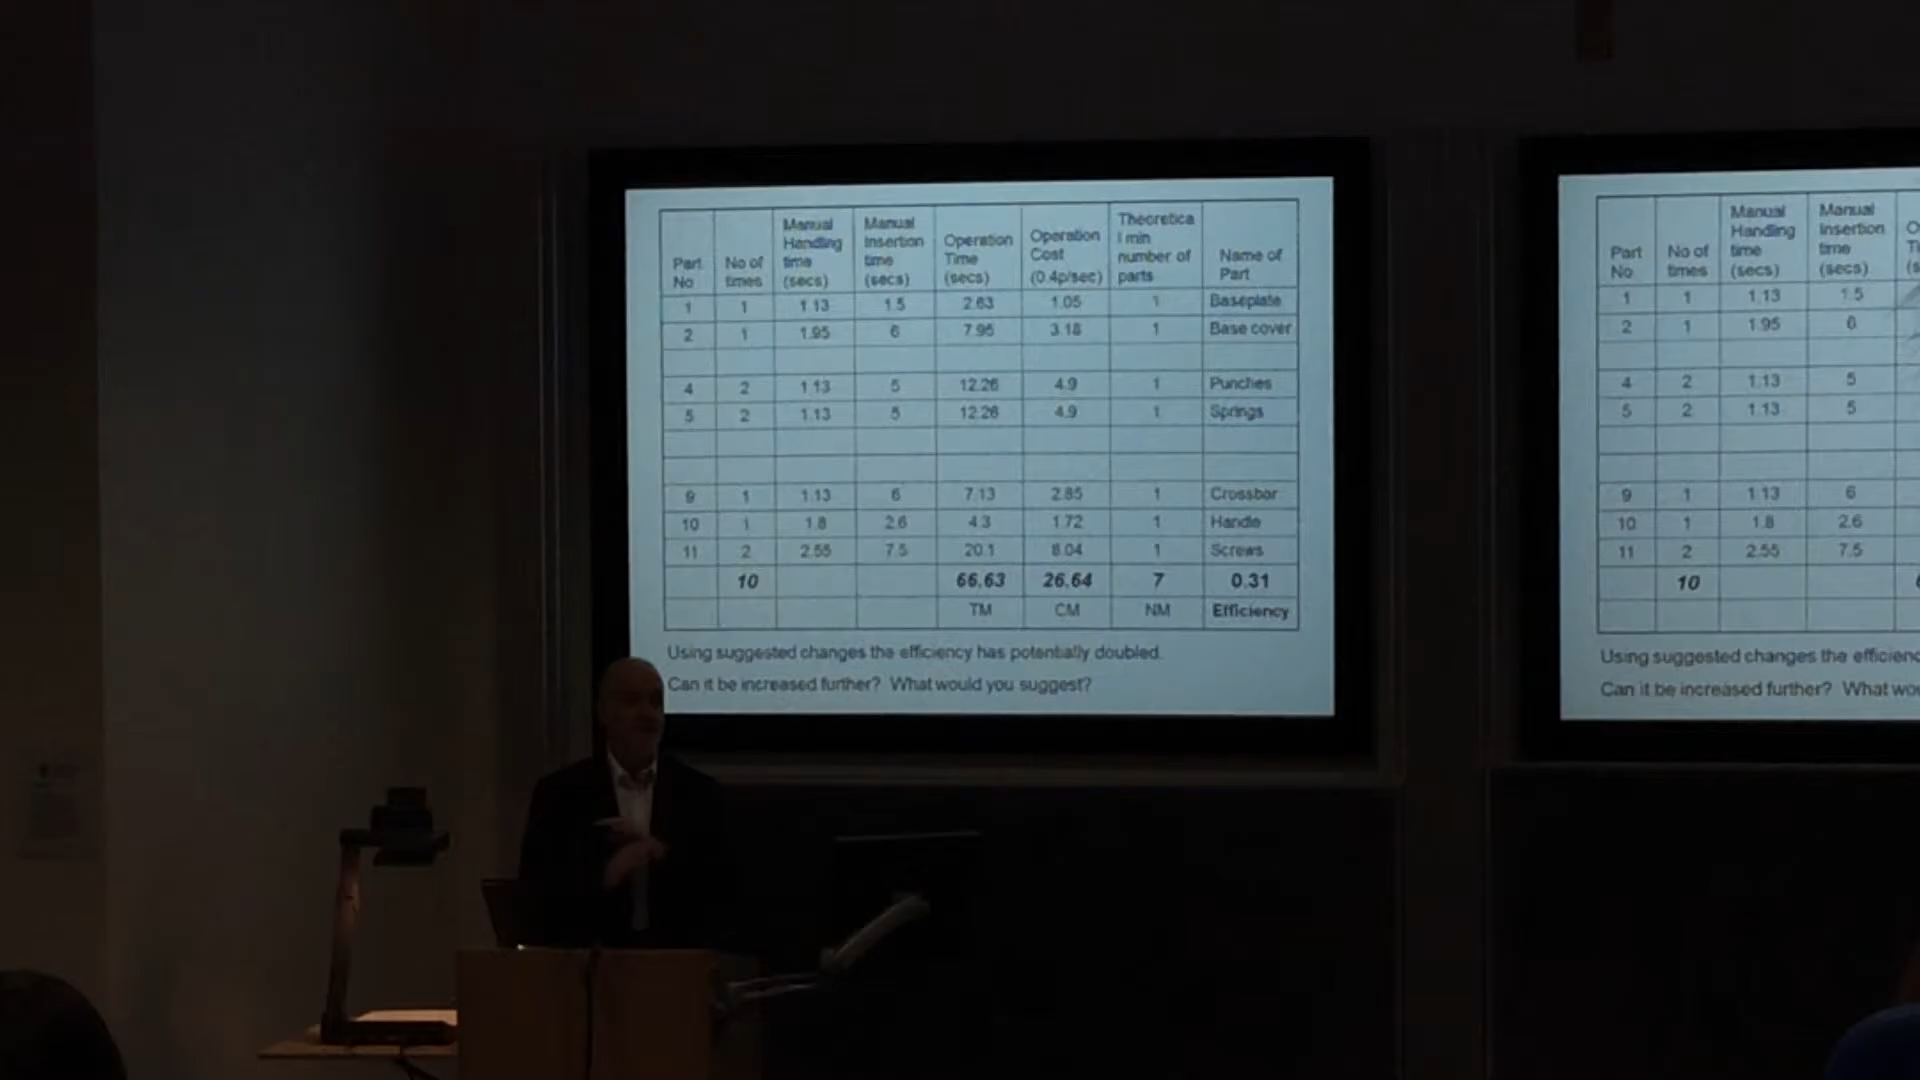 Part No | No of times | Manual Handling time (secs) | Manual Insertion time (secs) | Operation Time (secs) | Operation Cost (0.4p/sec) | Theoretical min number of parts | Name of Part
1 | 1 | 1.13 | 1.5 | 2.63 | 1.05 | 1 | Baseplate
2 | 1 | 1.95 | 6 | 7.95 | 3.18 | 1 | Base cover
4 | 2 | 1.13 | 5 | 12.26 | 4.9 | 1 | Punches
5 | 2 | 1.13 | 5 | 12.26 | 4.9 | 1 | Springs
9 | 1 | 1.13 | 6 | 7.13 | 2.85 | 1 | Crossbar
10 | 1 | 1.8 | 2.6 | 4.3 | 1.72 | 1 | Handle
11 | 2 | 2.55 | 7.5 | 20.1 | 8.04 | 1 | Screws
10 | 66.63 | 26.64 | 7 | 0.31
TM | CM | NM | Efficiency
Using suggested changes the efficiency has potentially doubled.
Can it be increased further? What would you suggest?
Part No | No of times | Manual Handling time (secs) | Manual Insertion time (secs)
1 | 1 | 1.13 | 1.5
2 | 1 | 1.95 | 6
4 | 2 | 1.13 | 5
5 | 2 | 1.13 | 5
9 | 1 | 1.13 | 6
10 | 1 | 1.8 | 2.6
11 | 2 | 2.55 | 7.5
10
Using suggested changes the
Can it be increased further? What